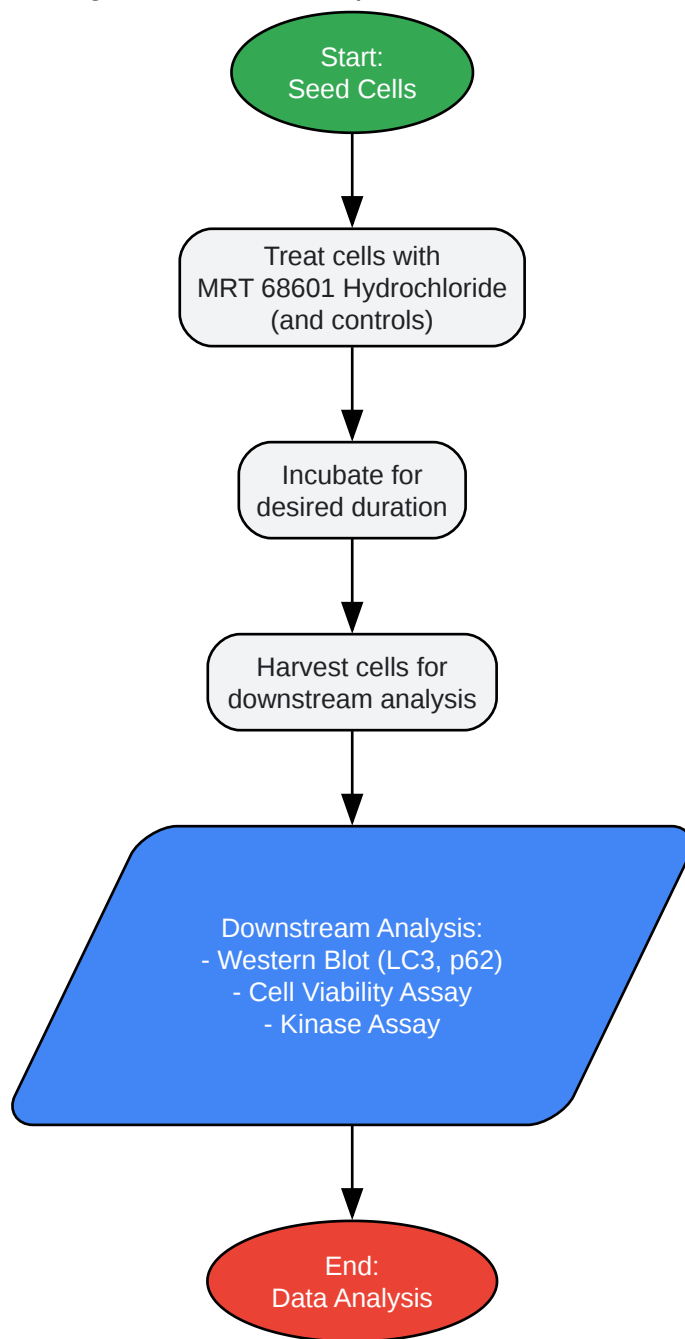 Start:
Seed Cells
Treat cells with
MRT 68601 Hydrochloride
(and controls)
Incubate for
desired duration
Harvest cells for
downstream analysis
Downstream Analysis:
- Western Blot (LC3, p62)
- Cell Viability Assay
- Kinase Assay
End:
Data Analysis